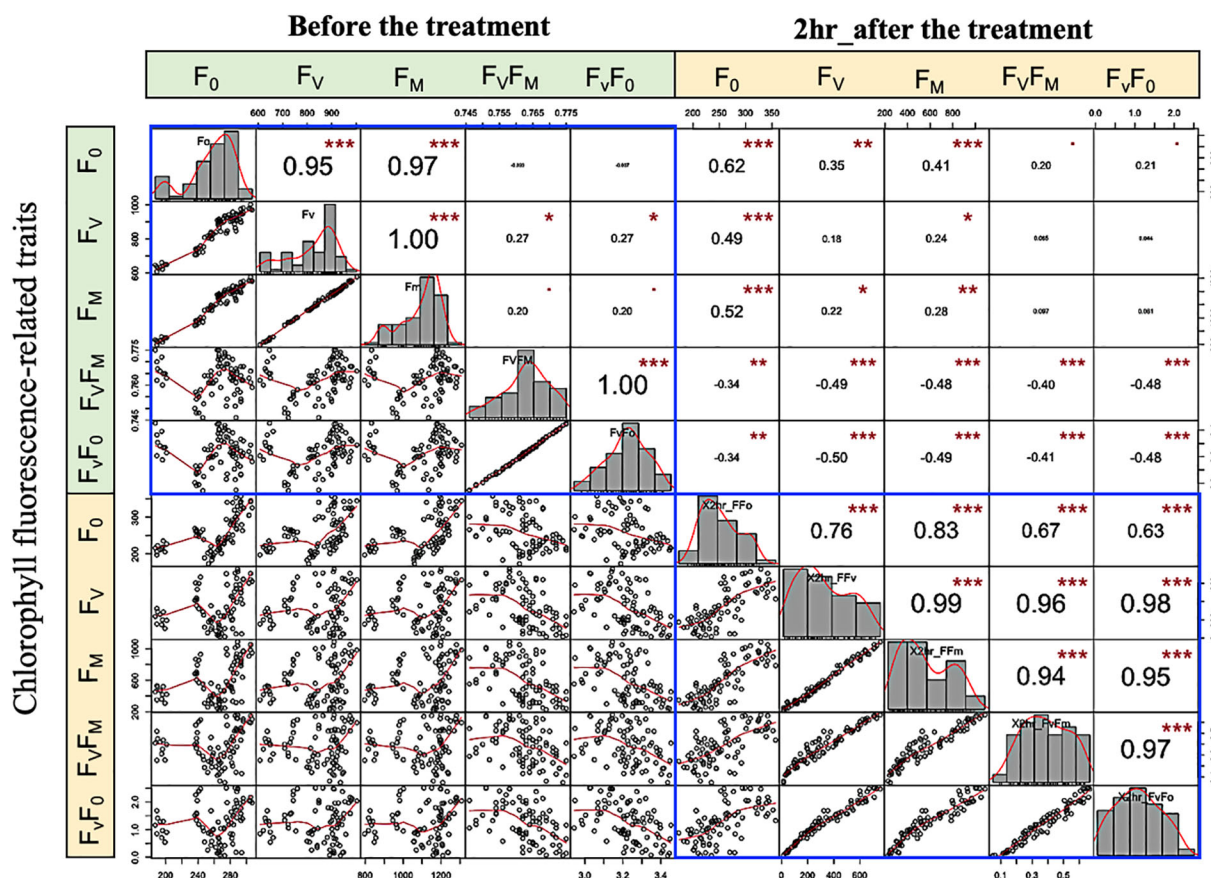 Before the treatment 2hr_after the treatment
F0 FV FM FVFM FvF0 F0 FV FM FVFM FvF0
600 700 800 900 0.745 0.755 0.765 0.775 200 250 300 350 200 400 600 800 0.0 1.0 2.0
Chlorophyll fluorescence-related traits
F0 Fo 0.95 *** 0.97 *** 0.62 *** 0.35 ** 0.41 *** 0.20 . 0.21 .
FV 600 800 1000 Fv 1.00 *** 0.27 * 0.27 * 0.49 *** 0.18 0.24 *
FM Fm 0.20 . 0.20 . 0.52 *** 0.22 * 0.28 ** 0.097
FVFM 0.745 0.760 0.775 FVFM 1.00 *** -0.34 ** -0.49 *** -0.48 *** -0.40 *** -0.48 ***
FvF0 FvFo -0.34 ** -0.50 *** -0.49 *** -0.41 *** -0.48 ***
F0 200 300 X2hr_FFo 0.76 *** 0.83 *** 0.67 *** 0.63 ***
FV X2hr_FFv 0.99 *** 0.96 *** 0.98 ***
FM 200 600 1000 X2hr_FFm 0.94 *** 0.95 ***
FVFM X2hr_FvFm 0.97 ***
FvF0 0.0 1.0 2.0 X2hr_FvFo
200 240 280 800 1000 1200 3.0 3.2 3.4 0 200 400 600 0.1 0.3 0.5